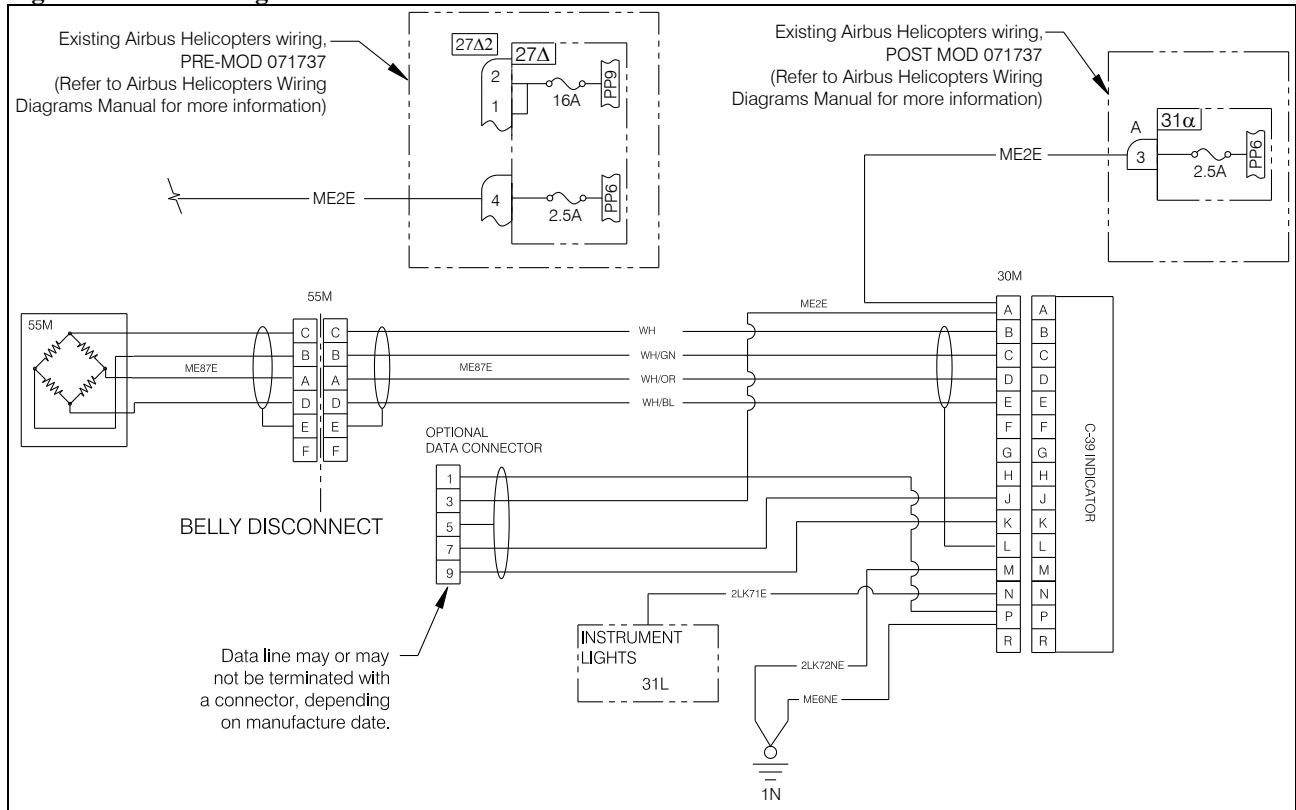 Existing Airbus Helicopters wiring,
PRE-MOD 071737
(Refer to Airbus Helicopters Wiring
Diagrams Manual for more information)
27Δ2
27Δ
2
1
16A
PP9
4
2.5A
PP6
ME2E
Existing Airbus Helicopters wiring,
POST MOD 071737
(Refer to Airbus Helicopters Wiring
Diagrams Manual for more information)
A
31α
3
2.5A
PP6
ME2E
55M
ME87E
55M
C C
B B
A A
D D
E E
F F
BELLY DISCONNECT
ME87E
WH
WH/GN
WH/OR
WH/BL
ME2E
30M
A A
B B
C C
D D
E E
F F
G G
H H
J J
K K
L L
M M
N N
P P
R R
C-39 INDICATOR
OPTIONAL
DATA CONNECTOR
1
3
5
7
9
Data line may or may
not be terminated with
a connector, depending
on manufacture date.
INSTRUMENT
LIGHTS
31L
2LK71E
2LK72NE
ME6NE
1N